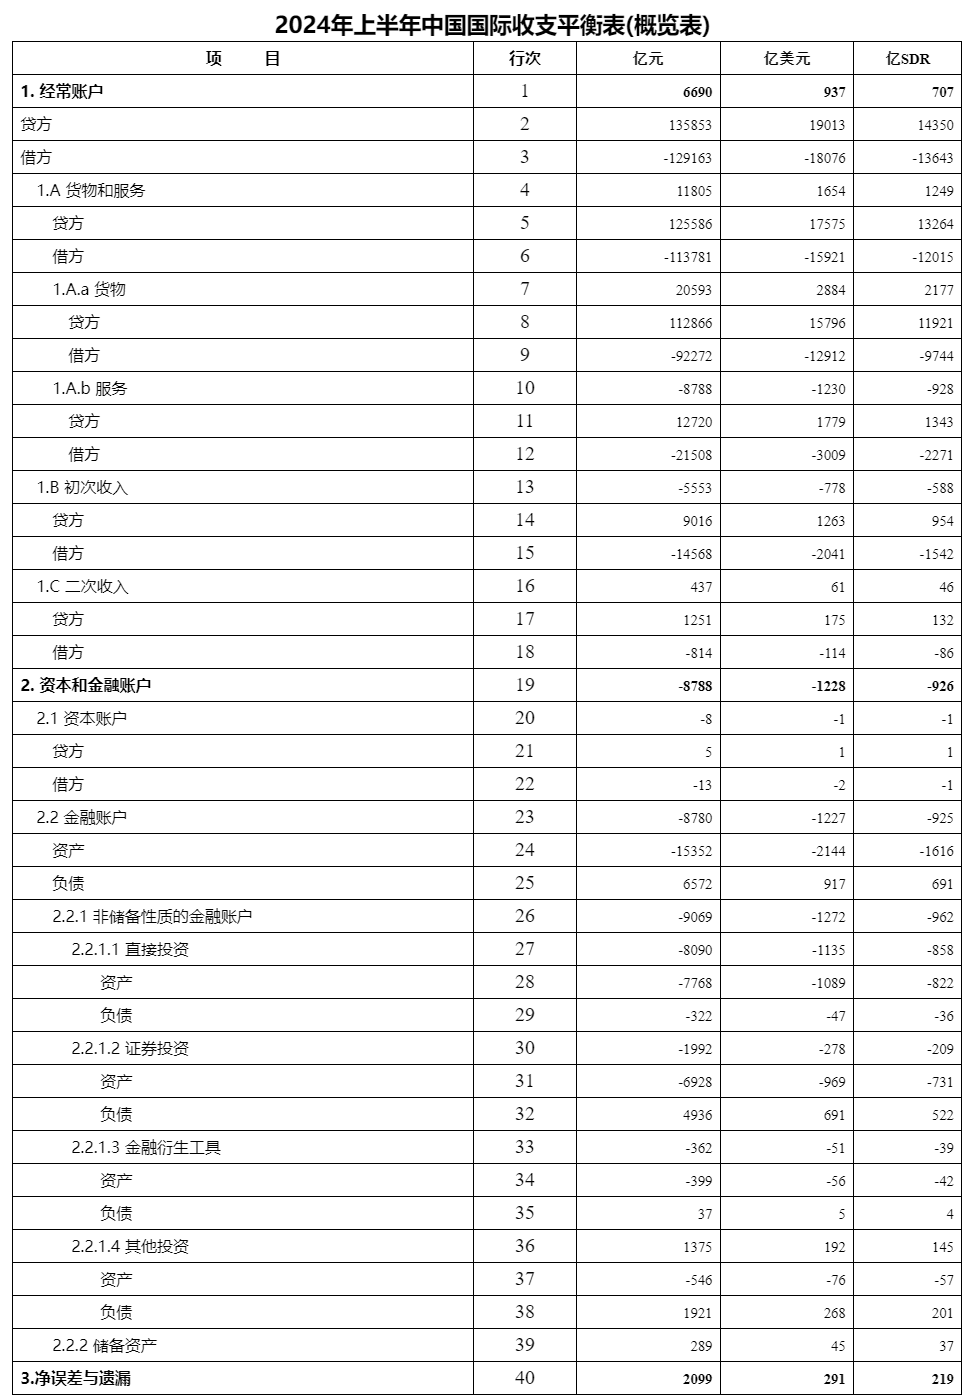 2024年上半年中国国际收支平衡表(概览表)
项 目 行次 亿元 亿美元 亿SDR
1. 经常账户 1 6690 937 707
贷方 2 135853 19013 14350
借方 3 -129163 -18076 -13643
1.A 货物和服务 4 11805 1654 1249
贷方 5 125586 17575 13264
借方 6 -113781 -15921 -12015
1.A.a 货物 7 20593 2884 2177
贷方 8 112866 15796 11921
借方 9 -92272 -12912 -9744
1.A.b 服务 10 -8788 -1230 -928
贷方 11 12720 1779 1343
借方 12 -21508 -3009 -2271
1.B 初次收入 13 -5553 -778 -588
贷方 14 9016 1263 954
借方 15 -14568 -2041 -1542
1.C 二次收入 16 437 61 46
贷方 17 1251 175 132
借方 18 -814 -114 -86
2. 资本和金融账户 19 -8788 -1228 -926
2.1 资本账户 20 -8 -1 -1
贷方 21 5 1 1
借方 22 -13 -2 -1
2.2 金融账户 23 -8780 -1227 -925
资产 24 -15352 -2144 -1616
负债 25 6572 917 691
2.2.1 非储备性质的金融账户 26 -9069 -1272 -962
2.2.1.1 直接投资 27 -8090 -1135 -858
资产 28 -7768 -1089 -822
负债 29 -322 -47 -36
2.2.1.2 证券投资 30 -1992 -278 -209
资产 31 -6928 -969 -731
负债 32 4936 691 522
2.2.1.3 金融衍生工具 33 -362 -51 -39
资产 34 -399 -56 -42
负债 35 37 5 4
2.2.1.4 其他投资 36 1375 192 145
资产 37 -546 -76 -57
负债 38 1921 268 201
2.2.2 储备资产 39 289 45 37
3.净误差与遗漏 40 2099 291 219